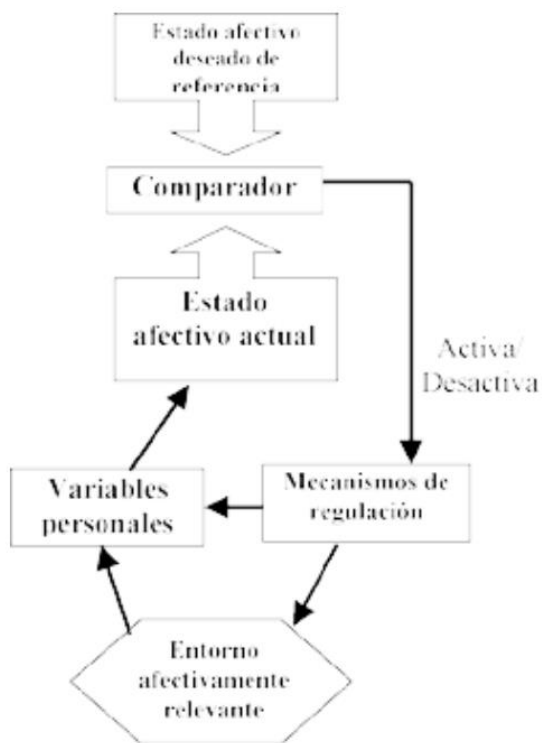 Estado afectivo
deseado de
referencia
Comparador
Estado
afectivo actual
Activa/
Desactiva
Variables
personales
Mecanismos de
regulación
Entorno
afectivamente
relevante